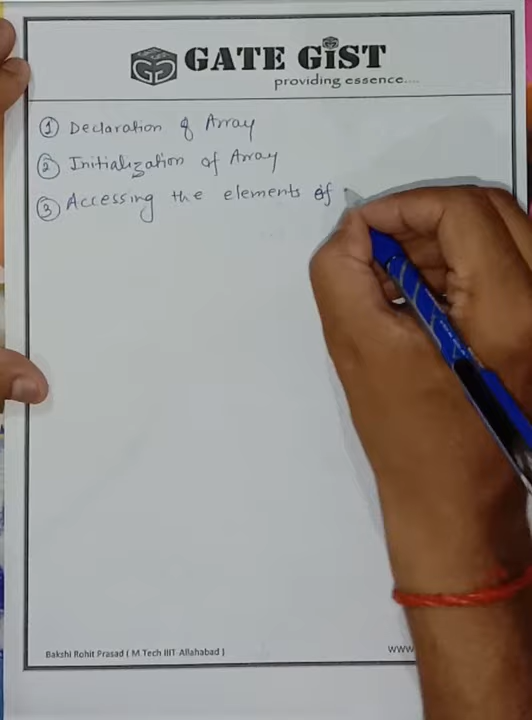 GATE GiST
providing essence....
① Declaration of Array
② Initialization of Array
③ Accessing the elements of
Bakshi Rohit Prasad ( M Tech IIIT Allahabad )
www